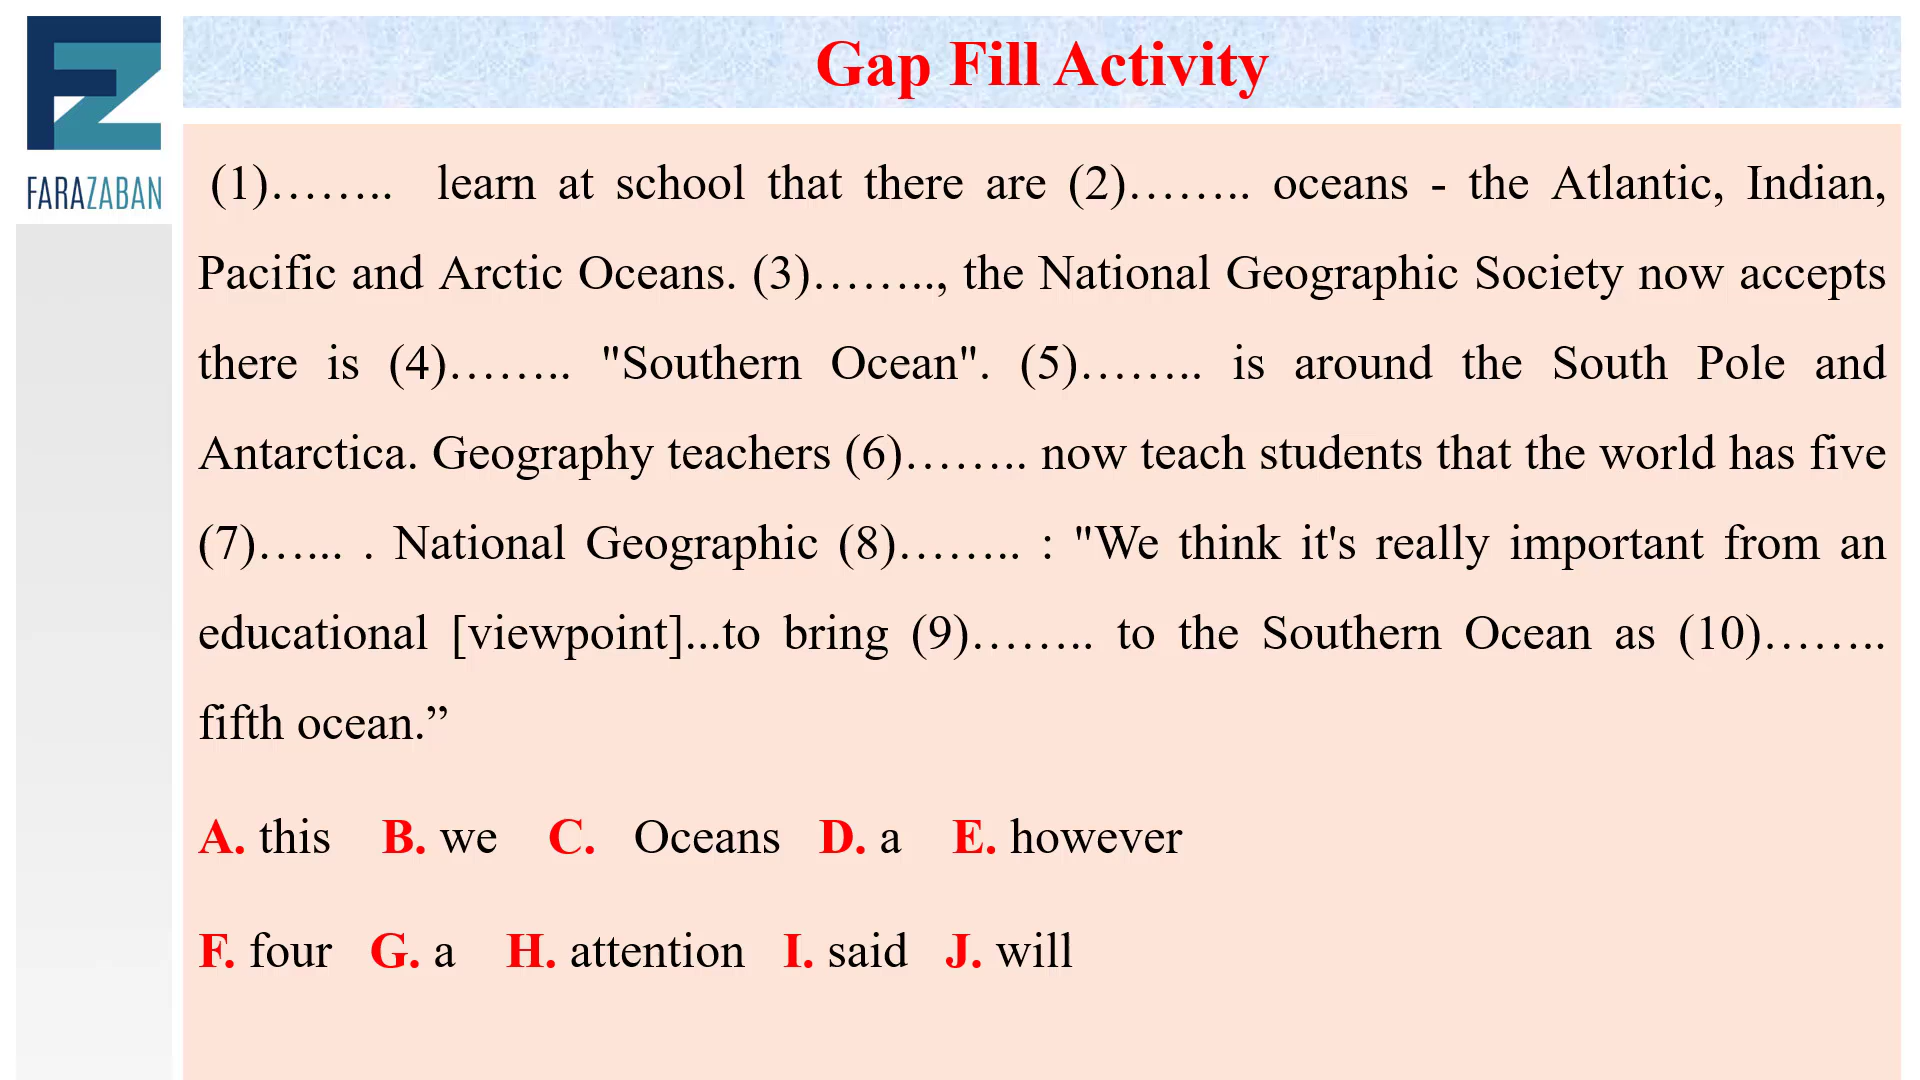 FARAZABAN
Gap Fill Activity
(1)…….. learn at school that there are (2)…….. oceans - the Atlantic, Indian,
Pacific and Arctic Oceans. (3)…….., the National Geographic Society now accepts
there is (4)…….. "Southern Ocean". (5)…….. is around the South Pole and
Antarctica. Geography teachers (6)…….. now teach students that the world has five
(7)…... . National Geographic (8)…….. : "We think it's really important from an
educational [viewpoint]...to bring (9)…….. to the Southern Ocean as (10)……..
fifth ocean.”
A. this B. we C. Oceans D. a E. however
F. four G. a H. attention I. said J. will